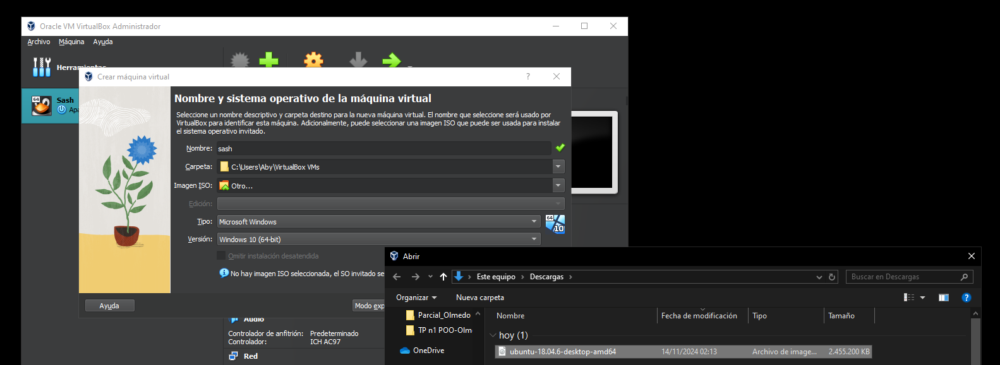 Oracle VM VirtualBox Administrador
Archivo Máquina Ayuda
Herramientas
Crear máquina virtual
64
Sash
Nombre y sistema operativo de la máquina virtual
Seleccione un nombre descriptivo y carpeta destino para la nueva máquina virtual. El nombre que seleccione será usado por
VirtualBox para identificar esta máquina. Adicionalmente, puede seleccionar una imagen ISO que puede ser usada para instalar
el sistema operativo invitado.
Nombre: sash
Carpeta: C:\Users\Aby\VirtualBox VMs
Imagen ISO: Otro...
Edición:
Tipo: Microsoft Windows
64
10
Versión: Windows 10 (64-bit)
Omitir instalación desatendida
No hay imagen ISO seleccionada, el SO invitado se
Ayuda
Modo exp
Audio
Controlador de anfitrión: Predeterminado
Controlador: ICH AC97
Red
Abrir
Este equipo Descargas
Buscar en Descargas
Organizar Nueva carpeta
Parcial_Olmedo
TP n1 POO-Olm
OneDrive
Nombre Fecha de modificación Tipo Tamaño
hoy (1)
ubuntu-18.04.6-desktop-amd64 14/11/2024 02:13 Archivo de image... 2.455.200 KB